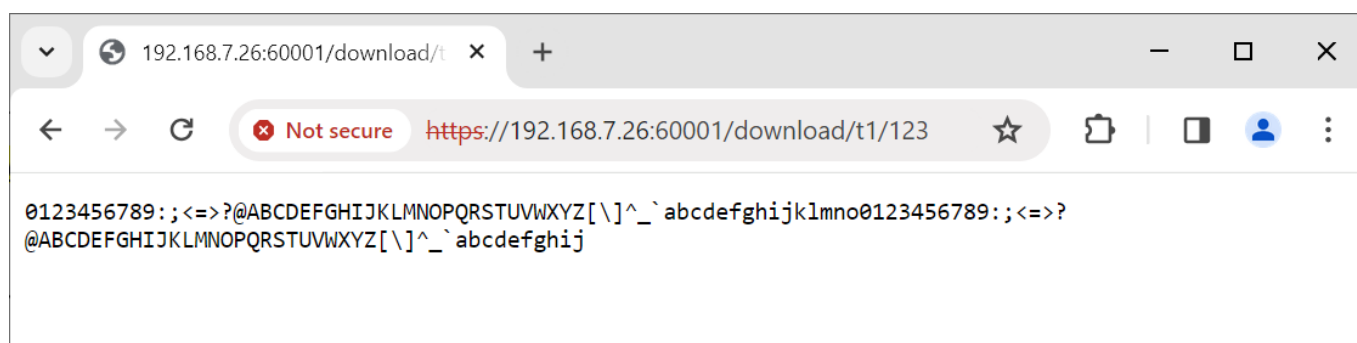 192.168.7.26:60001/download/t
Not secure https://192.168.7.26:60001/download/t1/123
0123456789:;<=>?@ABCDEFGHIJKLMNOPQRSTUVWXYZ[\]^_`abcdefghijklmno0123456789:;<=>?
@ABCDEFGHIJKLMNOPQRSTUVWXYZ[\]^_`abcdefghij